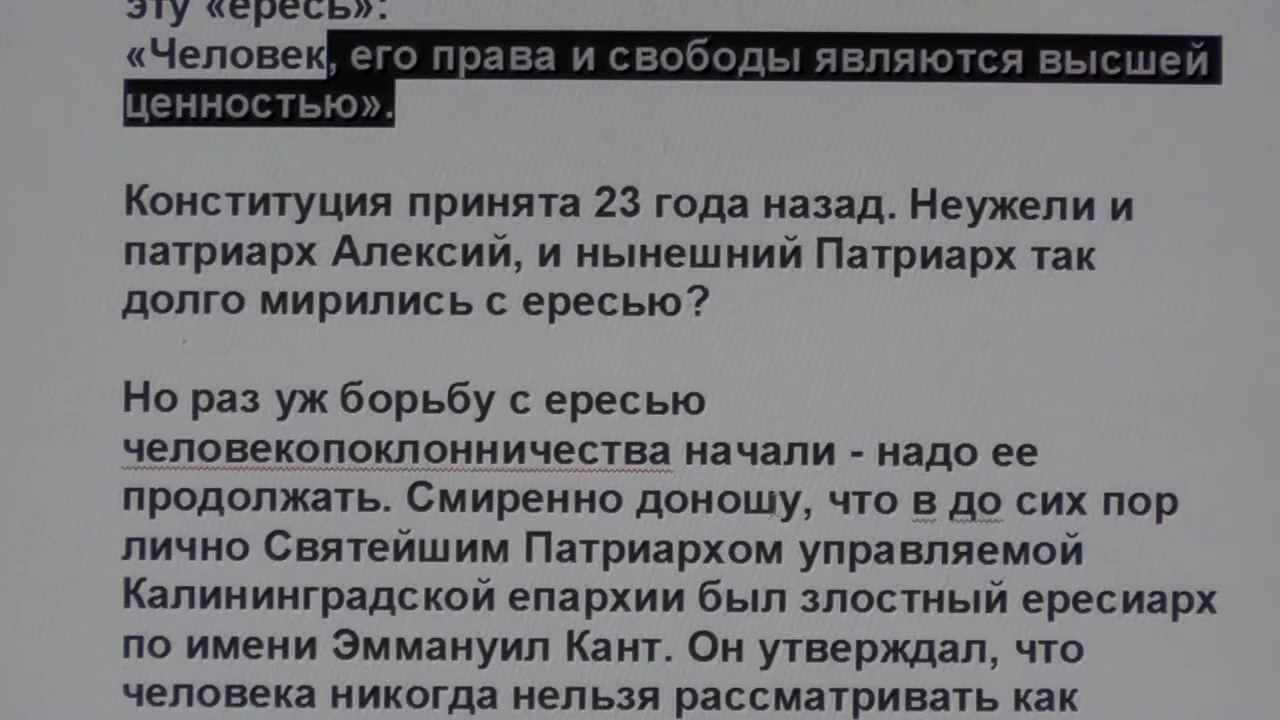 эту «ересь»:
«Человек, его права и свободы являются высшей
ценностью».
Конституция принята 23 года назад. Неужели и
патриарх Алексий, и нынешний Патриарх так
долго мирились с ересью?
Но раз уж борьбу с ересью
человекопоклонничества начали - надо ее
продолжать. Смиренно доношу, что в до сих пор
лично Святейшим Патриархом управляемой
Калининградской епархии был злостный ересиарх
по имени Эммануил Кант. Он утверждал, что
человека никогда нельзя рассматривать как